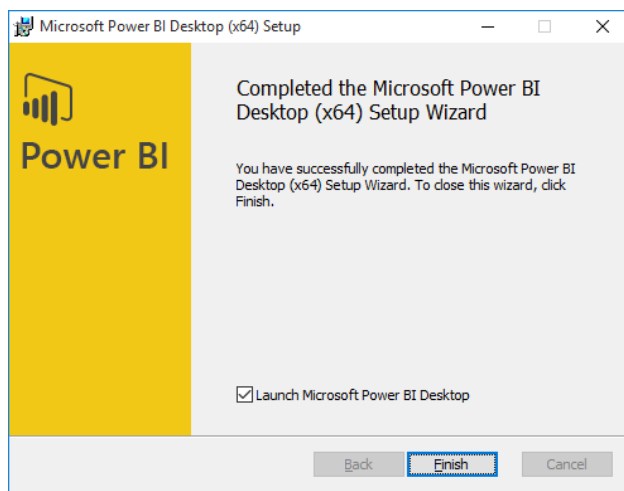 Microsoft Power BI Desktop (x64) Setup
Power BI
Completed the Microsoft Power BI
Desktop (x64) Setup Wizard
You have successfully completed the Microsoft Power BI
Desktop (x64) Setup Wizard. To close this wizard, click
Finish.
Launch Microsoft Power BI Desktop
Back
Finish
Cancel